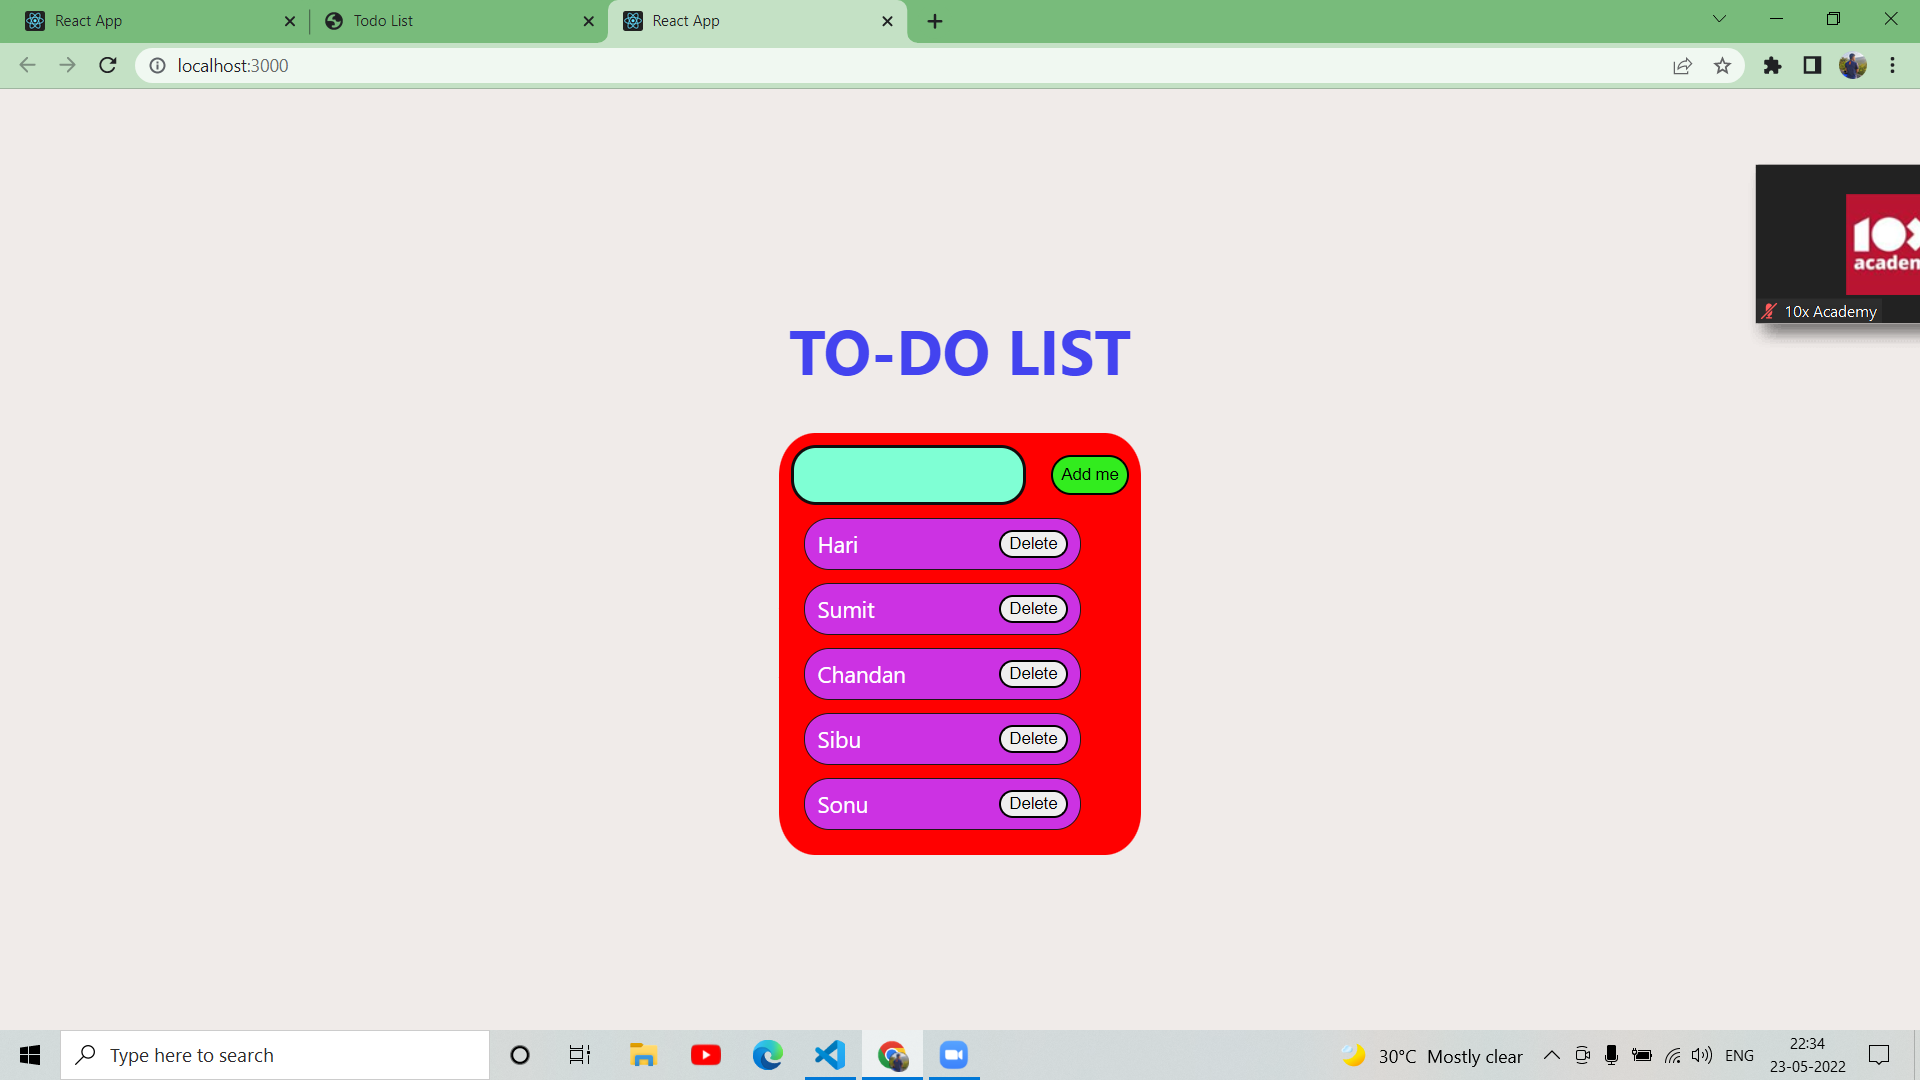 React App
Todo List
React App
localhost:3000
10x
academ
10x Academy
TO-DO LIST
Add me
Hari
Delete
Sumit
Delete
Chandan
Delete
Sibu
Delete
Sonu
Delete
Type here to search
30°C Mostly clear
ENG
22:34
23-05-2022